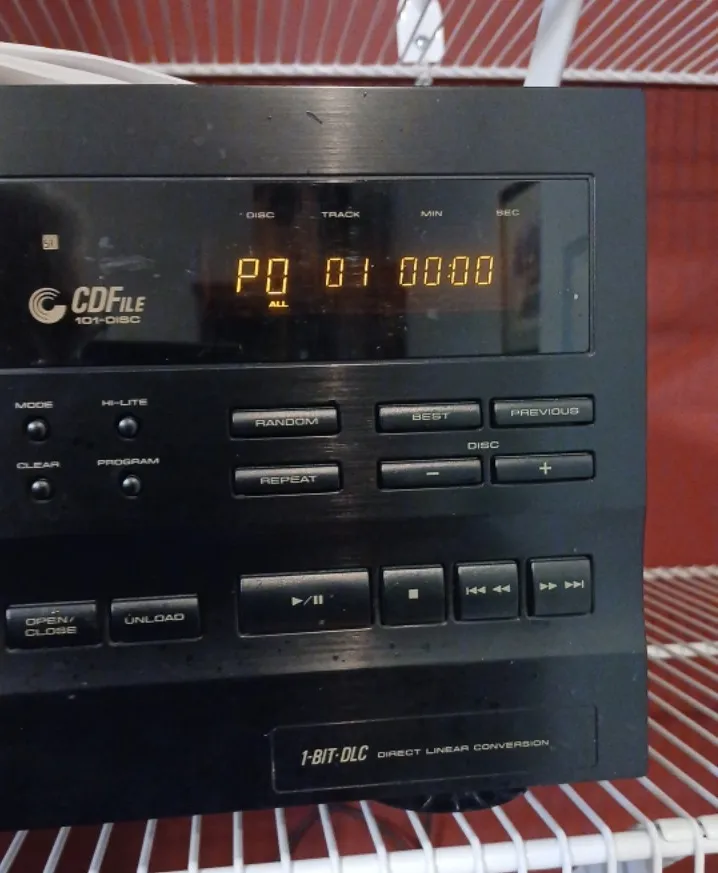 DISC TRACK MIN SEC
P0 01 00:00
ALL
CDFILE
101-DISC
MODE HI-LITE
RANDOM BEST PREVIOUS
CLEAR PROGRAM
DISC
REPEAT − +
OPEN/
CLOSE
UNLOAD
1-BIT·DLC DIRECT LINEAR CONVERSION